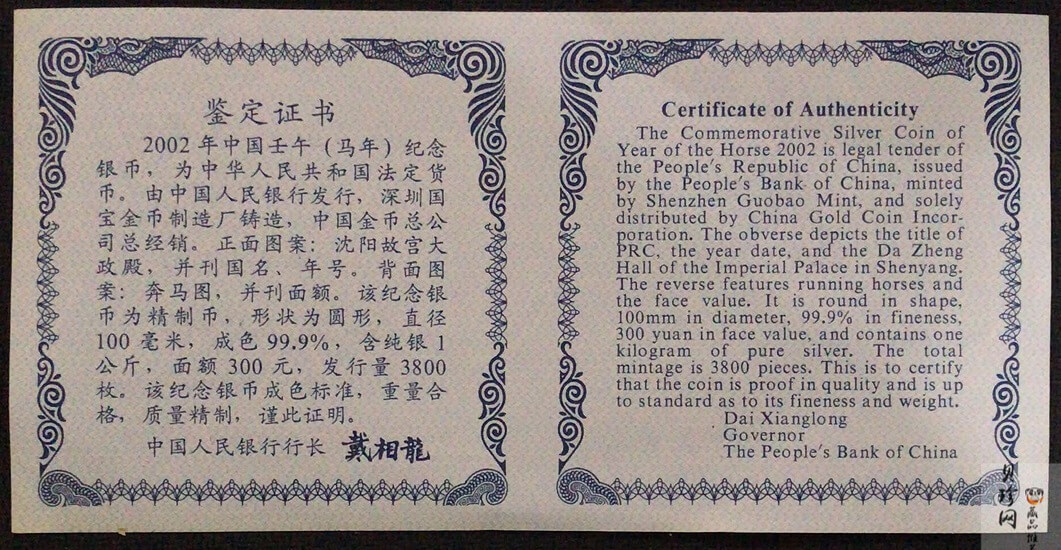 鉴定证书
2002年中国壬午(马年)纪念
银币,为中华人民共和国法定货
币。由中国人民银行发行,深圳国
宝金币制造厂铸造,中国金币总公
司总经销。正面图案:沈阳故宫大
政殿,并刊国名、年号。背面图
案:奔马图,并刊面额。该纪念银
币为精制币,形状为圆形,直径
100毫米,成色99.9%,含纯银1
公斤,面额300元,发行量3800
枚。该纪念银币成色标准,重量合
格,质量精制,谨此证明。
中国人民银行行长 戴相龍
Certificate of Authenticity
The Commemorative Silver Coin of
Year of the Horse 2002 is legal tender of
the People's Republic of China, issued
by the People's Bank of China, minted
by Shenzhen Guobao Mint, and solely
distributed by China Gold Coin Incor-
poration. The obverse depicts the title of
PRC, the year date, and the Da Zheng
Hall of the Imperial Palace in Shenyang.
The reverse features running horses and
the face value. It is round in shape,
100mm in diameter, 99.9% in fineness,
300 yuan in face value, and contains one
kilogram of pure silver. The total
mintage is 3800 pieces. This is to certify
that the coin is proof in quality and is up
to standard as to its fineness and weight.
Dai Xianglong
Governor
The People's Bank of China